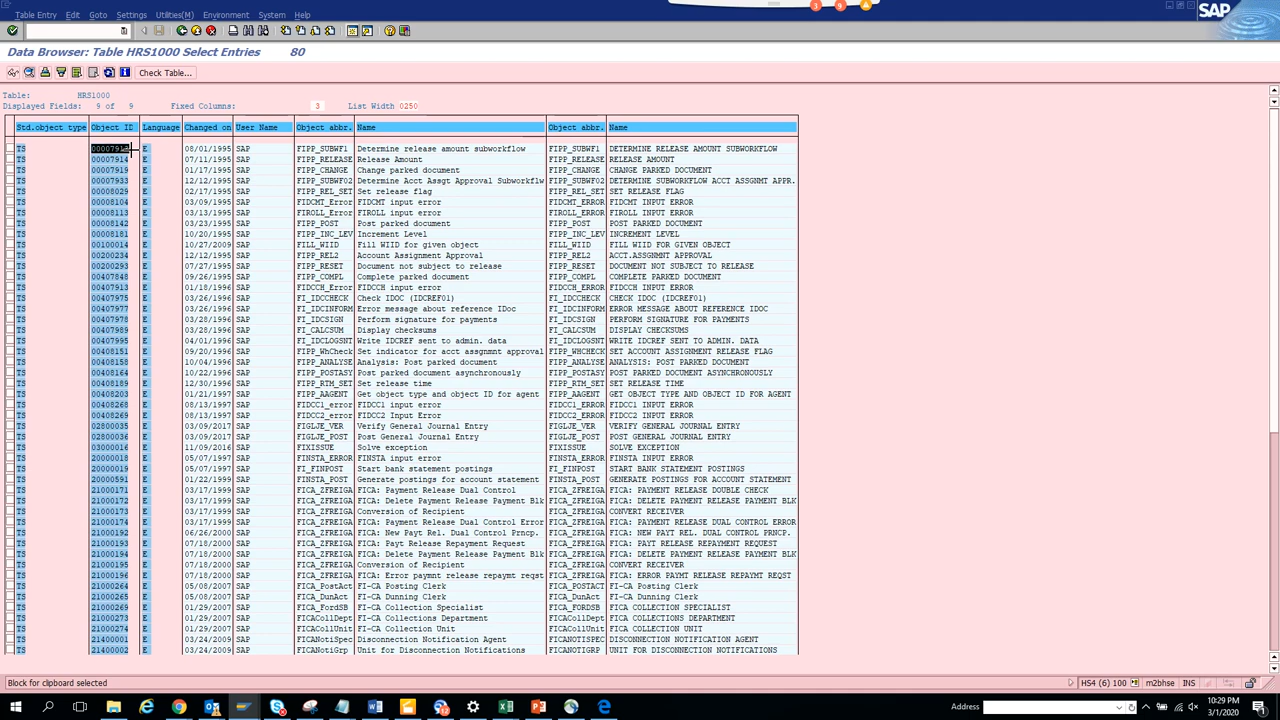 3 9
Table Entry Edit Goto Settings Utilities(M) Environment System Help
SAP
Data Browser: Table HRS1000 Select Entries 80
Check Table...
Table: HRS1000
Displayed Fields: 9 of 9 Fixed Columns: 3 List Width 0250
Std.object type Object ID Language Changed on User Name Object abbr. Name Object abbr. Name
TS E 08/01/1995 SAP FIPP_SUBWF1 Determine release amount subworkflow FIPP_SUBWF1 DETERMINE RELEASE AMOUNT SUBWORKFLOW
TS 00007914 E 07/11/1995 SAP FIPP_RELEASE Release Amount FIPP_RELEASE RELEASE AMOUNT
TS 00007919 E 01/17/1995 SAP FIPP_CHANGE Change parked document FIPP_CHANGE CHANGE PARKED DOCUMENT
TS 00007933 E 12/12/1995 SAP FIPP_SUBWF02 Determine Acct Assgt Approval Subworkflw FIPP_SUBWF02 DETERMINE SUBWORKFLOW ACCT ASSGNMT APPR.
TS 00008029 E 02/17/1995 SAP FIPP_REL_SET Set release flag FIPP_REL_SET SET RELEASE FLAG
TS 00008104 E 03/09/1995 SAP FIDCMT_Error FIDCMT input error FIDCMT_Error FIDCMT INPUT ERROR
TS 00008113 E 03/13/1995 SAP FIROLL_Error FIROLL input error FIROLL_Error FIROLL INPUT ERROR
TS 00008142 E 03/23/1995 SAP FIPP_POST Post parked document FIPP_POST POST PARKED DOCUMENT
TS 00008181 E 10/20/1995 SAP FIPP_INC_LEV Increment Level FIPP_INC_LEV INCREMENT LEVEL
TS 00100014 E 10/27/2009 SAP FILL_WIID Fill WIID for given object FILL_WIID FILL WIID FOR GIVEN OBJECT
TS 00200234 E 12/12/1995 SAP FIPP_REL2 Account Assignment Approval FIPP_REL2 ACCT.ASSGNMNT APPROVAL
TS 00200293 E 07/27/1995 SAP FIPP_RESET Document not subject to release FIPP_RESET DOCUMENT NOT SUBJECT TO RELEASE
TS 00407848 E 09/26/1995 SAP FIPP_COMPL Complete parked document FIPP_COMPL COMPLETE PARKED DOCUMENT
TS 00407913 E 01/18/1996 SAP FIDCCH_Error FIDCCH input error FIDCCH_Error FIDCCH INPUT ERROR
TS 00407975 E 03/26/1996 SAP FI_IDCCHECK Check IDOC (IDCREF01) FI_IDCCHECK CHECK IDOC (IDCREF01)
TS 00407977 E 03/26/1996 SAP FI_IDCINFORM Error message about reference IDoc FI_IDCINFORM ERROR MESSAGE ABOUT REFERENCE IDOC
TS 00407978 E 03/28/1996 SAP FI_IDCSIGN Perform signature for payments FI_IDCSIGN PERFORM SIGNATURE FOR PAYMENTS
TS 00407989 E 03/28/1996 SAP FI_CALCSUM Display checksums FI_CALCSUM DISPLAY CHECKSUMS
TS 00407995 E 04/01/1996 SAP FI_IDCLOGSNT Write IDCREF sent to admin. data FI_IDCLOGSNT WRITE IDCREF SENT TO ADMIN. DATA
TS 00408151 E 09/20/1996 SAP FIPP_WhCheck Set indicator for acct assgnmnt approval FIPP_WHCHECK SET ACCOUNT ASSIGNMENT RELEASE FLAG
TS 00408158 E 10/04/1996 SAP FIPP_ANALYSE Analysis: Post parked document FIPP_ANALYSE ANALYSIS: POST PARKED DOCUMENT
TS 00408164 E 10/22/1996 SAP FIPP_POSTASY Post parked document asynchronously FIPP_POSTASY POST PARKED DOCUMENT ASYNCHRONOUSLY
TS 00408189 E 12/30/1996 SAP FIPP_RTM_SET Set release time FIPP_RTM_SET SET RELEASE TIME
TS 00408203 E 01/21/1997 SAP FIPP_AAGENT Get object type and object ID for agent FIPP_AAGENT GET OBJECT TYPE AND OBJECT ID FOR AGENT
TS 00408268 E 08/13/1997 SAP FIDCC1_error FIDCC1 input error FIDCC1_Error FIDCC1 INPUT ERROR
TS 00408269 E 08/13/1997 SAP FIDCC2_error FIDCC2 Input Error FIDCC2_Error FIDCC2 INPUT ERROR
TS 02800035 E 03/09/2017 SAP FIGLJE_VERIF Verify General Journal Entry FIGLJE_VERIF VERIFY GENERAL JOURNAL ENTRY
TS 02800036 E 03/09/2017 SAP FIGLJE_POST Post General Journal Entry FIGLJE_POST POST GENERAL JOURNAL ENTRY
TS 03000016 E 11/09/2016 SAP FIXISSUE Solve exception FIXISSUE SOLVE EXCEPTION
TS 20000018 E 05/07/1997 SAP FINSTA_ERROR FINSTA input error FINSTA_ERROR FINSTA INPUT ERROR
TS 20000019 E 05/07/1997 SAP FI_FINPOST Start bank statement postings FI_FINPOST START BANK STATEMENT POSTINGS
TS 20000591 E 01/22/1999 SAP FINSTA_POST Generate postings for account statement FINSTA_POST GENERATE POSTINGS FOR ACCOUNT STATEMENT
TS 21000171 E 03/17/1999 SAP FICA_ZFREIGA FICA: Payment Release Dual Control FICA_ZFREIGA FICA: PAYMENT RELEASE DOUBLE CHECK
TS 21000172 E 03/17/1999 SAP FICA_ZFREIGA FICA: Delete Payment Release Payment Blk FICA_ZFREIGA FICA: DELETE PAYMENT RELEASE PAYMENT BLK
TS 21000173 E 03/17/1999 SAP FICA_ZFREIGA Conversion of Recipient FICA_ZFREIGA CONVERT RECEIVER
TS 21000174 E 03/17/1999 SAP FICA_ZFREIGA FICA: Payment Release Dual Control Error FICA_ZFREIGA FICA: PAYMENT RELEASE DUAL CONTROL ERROR
TS 21000192 E 06/26/2000 SAP FICA_ZFREIGA FICA: New Payt Rel. Dual Control Prncp. FICA_ZFREIGA FICA: NEW PAYT REL. DUAL CONTROL PRNCP.
TS 21000193 E 07/18/2000 SAP FICA_ZFREIGA FICA: Payt Release Repayment Request FICA_ZFREIGA FICA: PAYT RELEASE REPAYMENT REQUEST
TS 21000194 E 07/18/2000 SAP FICA_ZFREIGA FICA: Delete Payment Release Payment Blk FICA_ZFREIGA FICA: DELETE PAYMENT RELEASE PAYMENT BLK
TS 21000195 E 07/18/2000 SAP FICA_ZFREIGA Conversion of Recipient FICA_ZFREIGA CONVERT RECEIVER
TS 21000196 E 07/18/2000 SAP FICA_ZFREIGA FICA: Error paymnt release repaymt reqst FICA_ZFREIGA FICA: ERROR PAYMT RELEASE REPAYMT REQST
TS 21000264 E 05/08/2007 SAP FICA_PostAct FI-CA Posting Clerk FICA_PostAct FI-CA Posting Clerk
TS 21000265 E 05/08/2007 SAP FICA_DunAct FI-CA Dunning Clerk FICA_DunAct FI-CA Dunning Clerk
TS 21000269 E 01/29/2007 SAP FICA_FordSB FI-CA Collection Specialist FICA_FORDSB FICA COLLECTION SPECIALIST
TS 21000273 E 01/29/2007 SAP FICACollDept FI-CA Collections Department FICACollDept FICA COLLECTIONS DEPARTMENT
TS 21000274 E 01/29/2007 SAP FICACollUnit FI-CA Collection Unit FICACollUnit FICA COLLECTION UNIT
TS 21400001 E 03/24/2009 SAP FICANotiSpec Disconnection Notification Agent FICANOTISPEC DISCONNECTION NOTIFICATION AGENT
TS 21400002 E 03/24/2009 SAP FICANotiGrp Unit for Disconnection Notifications FICANOTIGRP UNIT FOR DISCONNECTION NOTIFICATIONS
Block for clipboard selected
HS4 (6) 100 m2bhse INS
Address
10:29 PM
3/1/2020